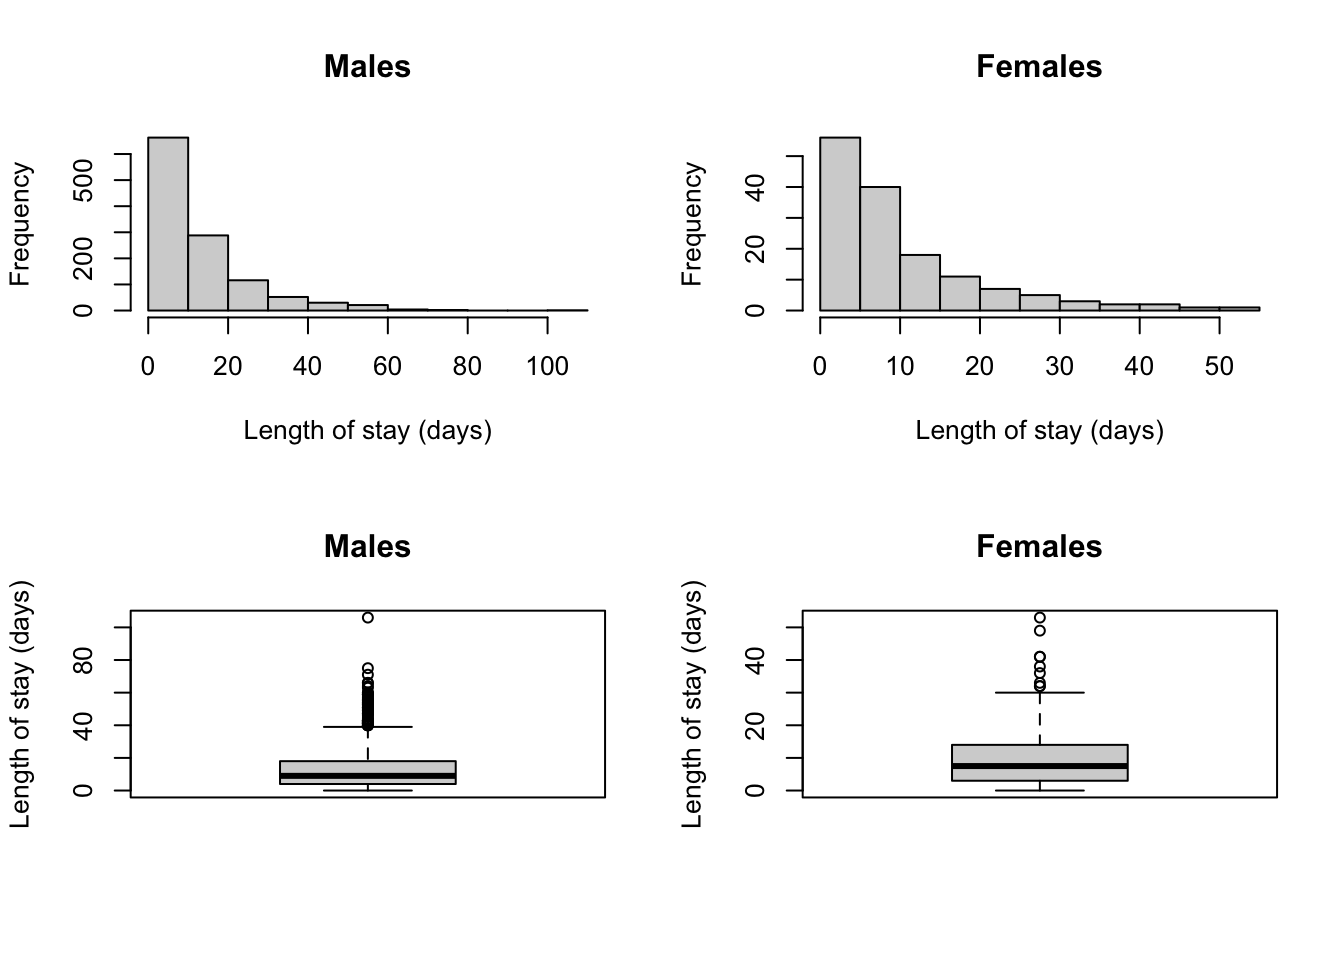 Males
Frequency
0 200 500
0 20 40 60 80 100
Length of stay (days)
Females
Frequency
0 20 40
0 10 20 30 40 50
Length of stay (days)
Males
Length of stay (days)
0 40 80
Females
Length of stay (days)
0 20 40